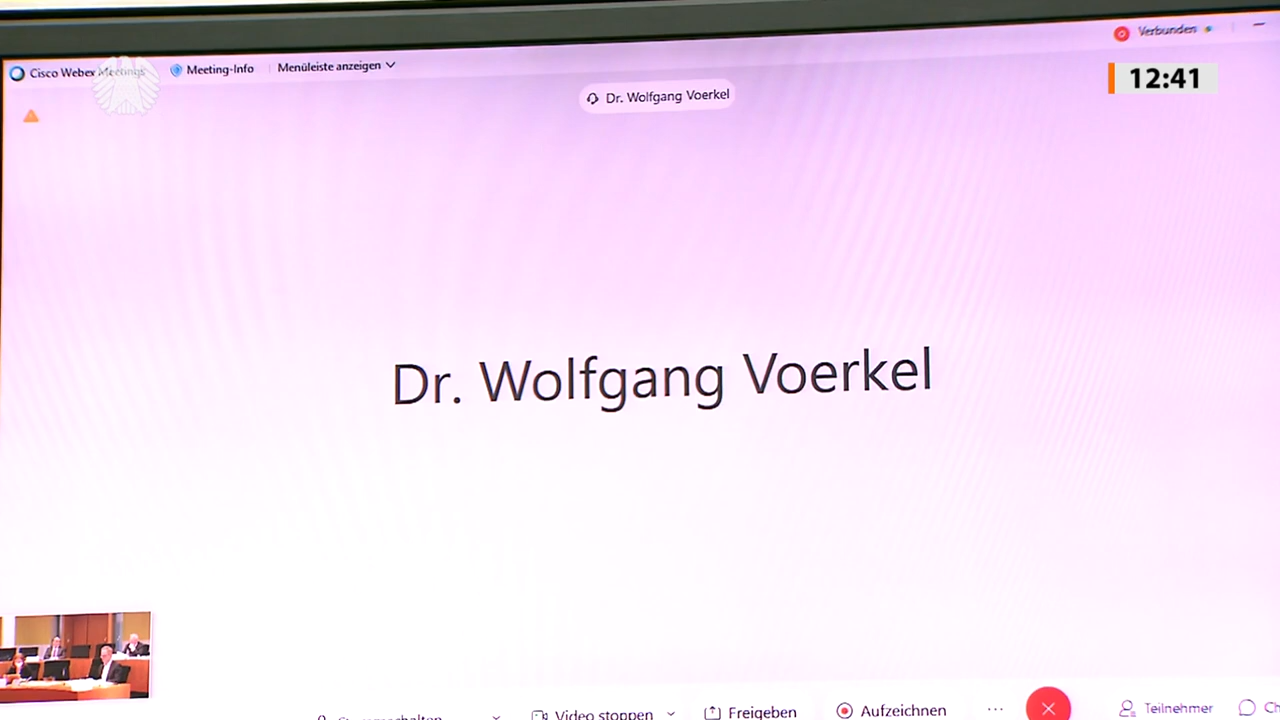 Verbunden
Cisco Webex Meetings
Meeting-Info
Menüleiste anzeigen
12:41
Dr. Wolfgang Voerkel
Dr. Wolfgang Voerkel
Video stoppen
Freigeben
Aufzeichnen
Teilnehmer